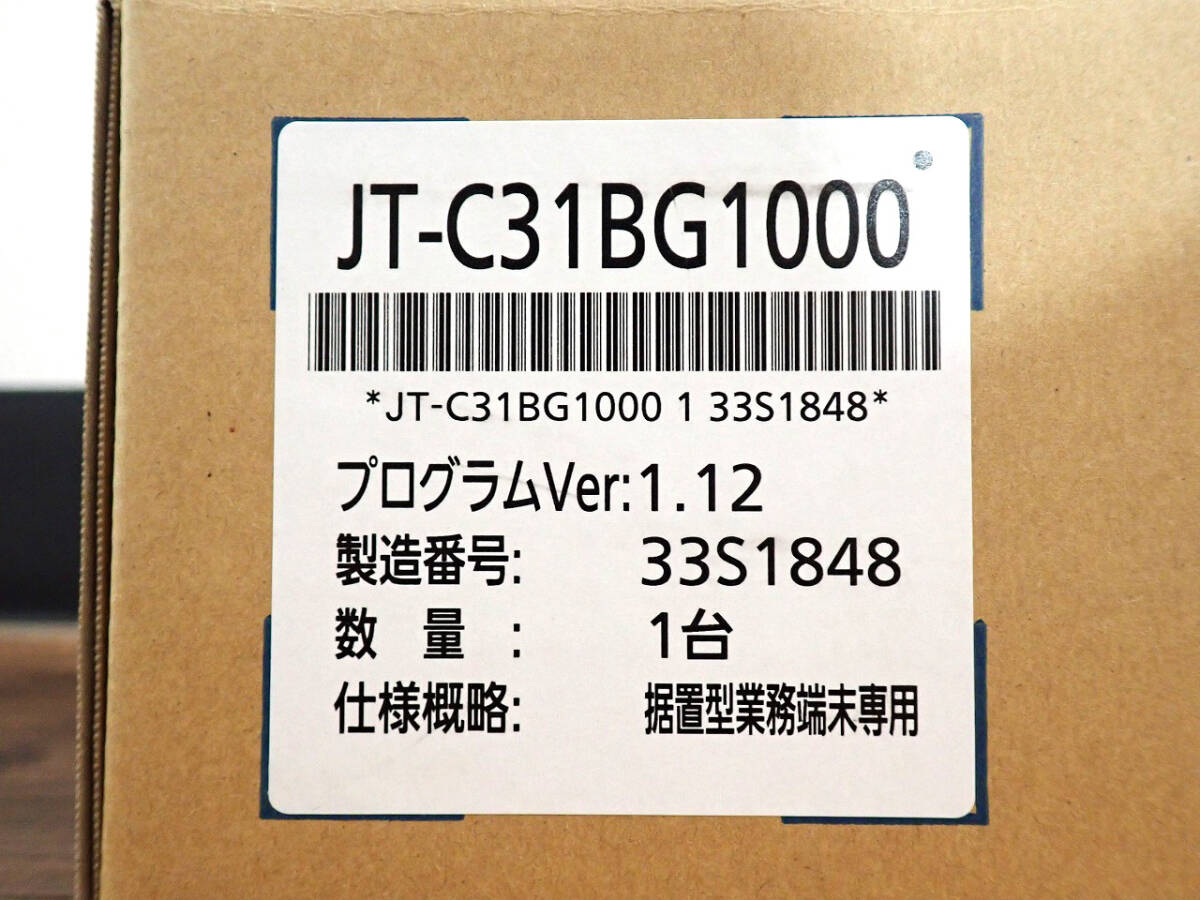 JT-C31BG1000
*JT-C31BG1000 1 33S1848*
プログラムVer:1.12
製造番号: 33S1848
数量: 1台
仕様概略: 据置型業務端末専用